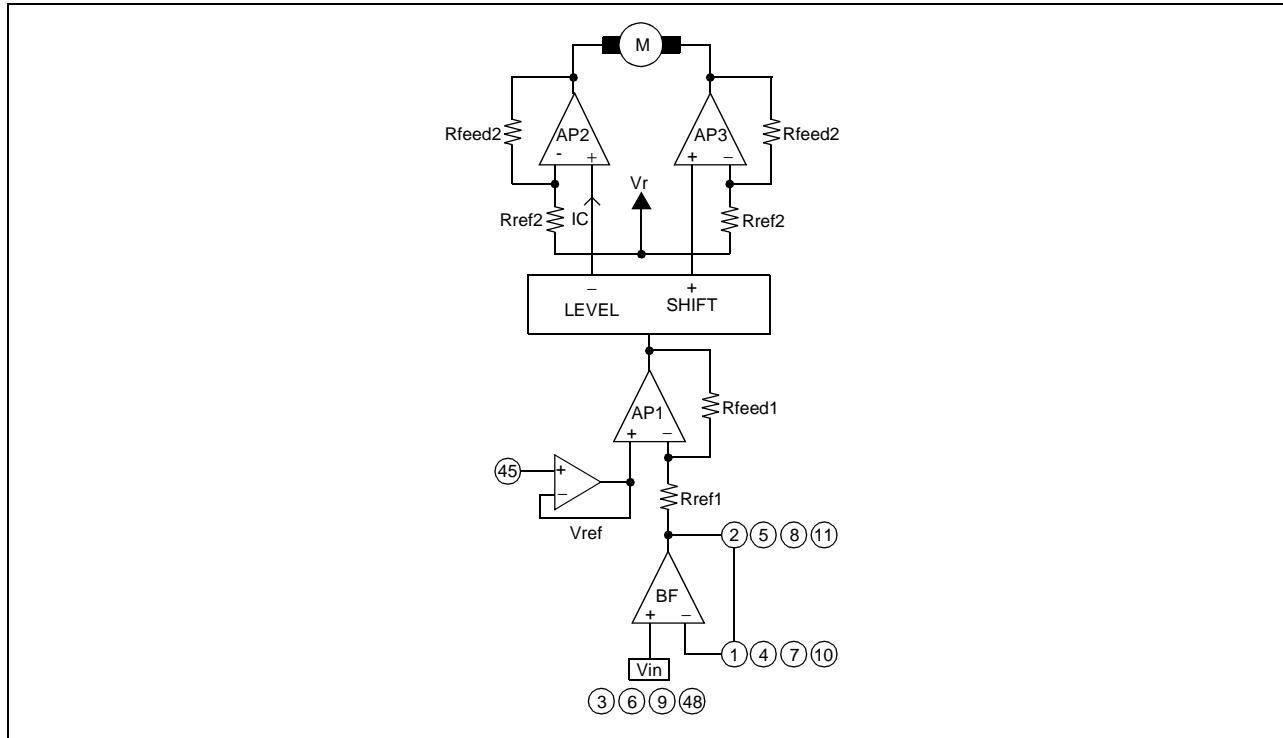 M
Rfeed2
AP2
AP3
Rfeed2
- +
+ –
Vr
Rref2
IC
Rref2
– +
LEVEL SHIFT
AP1
Rfeed1
+ –
45
+
–
Rref1
Vref
2 5 8 11
BF
+ –
1 4 7 10
Vin
3 6 9 48